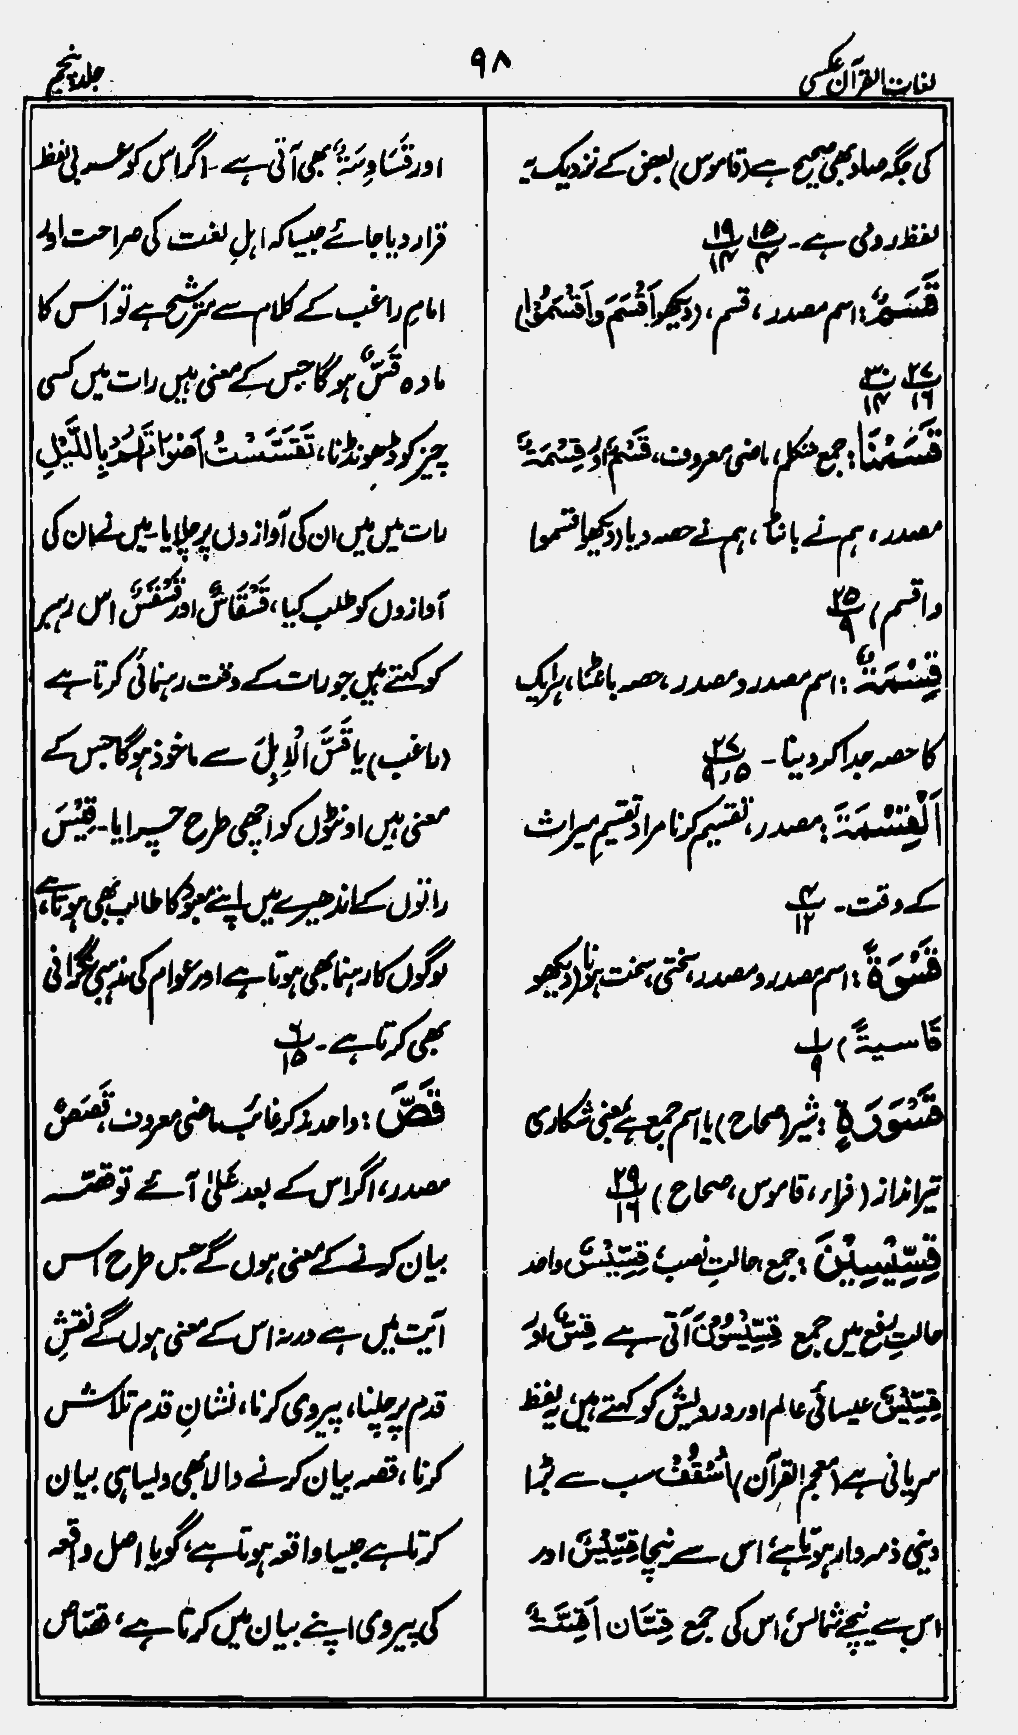 لغات القرآن عکسی
۹۸
جلد پنجم
کی جگہ صاد بھی صحیح ہے (قاموس) بعض کے نزدیک یہ
لفظ رومی ہے۔ ۱۵/۴ ۱۹/۱۴
قَسَمٌ: اسم مصدر، قسم، (دیکھو اَقْسَمَ وَاَقْسَمُوْا)
۲۷/۱۶ ۳۰/۱۴
قَسَمْنَا: جمع متکلم، ماضی معروف، قَسْمٌ اور قِسْمَةٌ
مصدر، ہم نے بانٹا، ہم نے حصہ دیا (دیکھو اقتسموا
واقسم) ۲۵/۹
قِسْمَةٌ: اسم مصدر و مصدر، حصہ بانٹنا، ہر ایک
کا حصہ جدا کر دینا۔ ۲۷/۹،۵
اَلْقِسْمَةَ: مصدر، تقسیم کرنا مراد تقسیم میراث
کے وقت۔ ۴/۱۲
قَسْوَةً: اسم مصدر و مصدر، سختی، سخت ہونا (دیکھو
قَاسیةً) ۱/۹
قَسْوَرَةٍ: شیر (صحاح) یا اسم جمع ہے بمعنی شکاری
تیر انداز (فراء، قاموس، صحاح) ۲۹/۱۶
قِسِّيْسِيْنَ: جمع، حالتِ نصب، قِسِّيْسٌ واحد
حالتِ رفع میں جمع قِسِّيْسُوْنَ آتی ہے قِسٌّ اور
قِسِّيْسٌ عیسائی عالم اور درویش کو کہتے ہیں، یہ لفظ
سریانی ہے (معجم القرآن) اُسْقُفْ سب سے بڑا
دینی ذمہ دار ہوتا ہے، اس سے نیچا قِسِّيْسٌ اور
اس سے نیچے شماس، اس کی جمع قِسَّان اَقِسَّةٌ
اور قَسَاوِسَةٌ بھی آتی ہے۔ اگر اس کو عربی لفظ
قرار دیا جائے جیسا کہ اہلِ لغت کی صراحت اور
امامِ راغب کے کلام سے مترشح ہے تو اس کا
مادہ قَسٌّ ہوگا جس کے معنی ہیں رات میں کسی
چیز کو ڈھونڈنا، تَقَسَّسْتُ اَصْوَاتَهُمْ بِاللَّيْلِ
رات میں میں ان کی آوازوں پر چلایا۔ میں نے ان کی
آوازوں کو طلب کیا، قَسْقَاسٌ اور قَسْقَسٌ اس رہبر
کو کہتے ہیں جو رات کے وقت رہنمائی کرتا ہے
(راغب) یا قَسَّ الْاِبِلَ سے ماخوذ ہوگا جس کے
معنی ہیں اونٹوں کو اچھی طرح چرایا۔ قِسِّیْس
راتوں کے اندھیرے میں اپنے معبود کا طالب بھی ہوتا ہے،
لوگوں کا رہنما بھی ہوتا ہے اور عوام کی مذہبی نگرانی
بھی کرتا ہے۔ ۶/۱۵
قَصَّ: واحد مذکر غائب، ماضی معروف، قَصَصٌ
مصدر، اگر اس کے بعد عَلٰی آئے تو قصّہ
بیان کرنے کے معنی ہوں گے جس طرح اس
آیت میں ہے ورنہ اس کے معنی ہوں گے نقشِ
قدم پر چلنا، پیروی کرنا، نشانِ قدم تلاش
کرنا، قصہ بیان کرنے والا بھی ویسا ہی بیان
کرتا ہے جیسا واقعہ ہوتا ہے، گویا اصل واقعہ
کی پیروی اپنے بیان میں کرتا ہے، قصاص